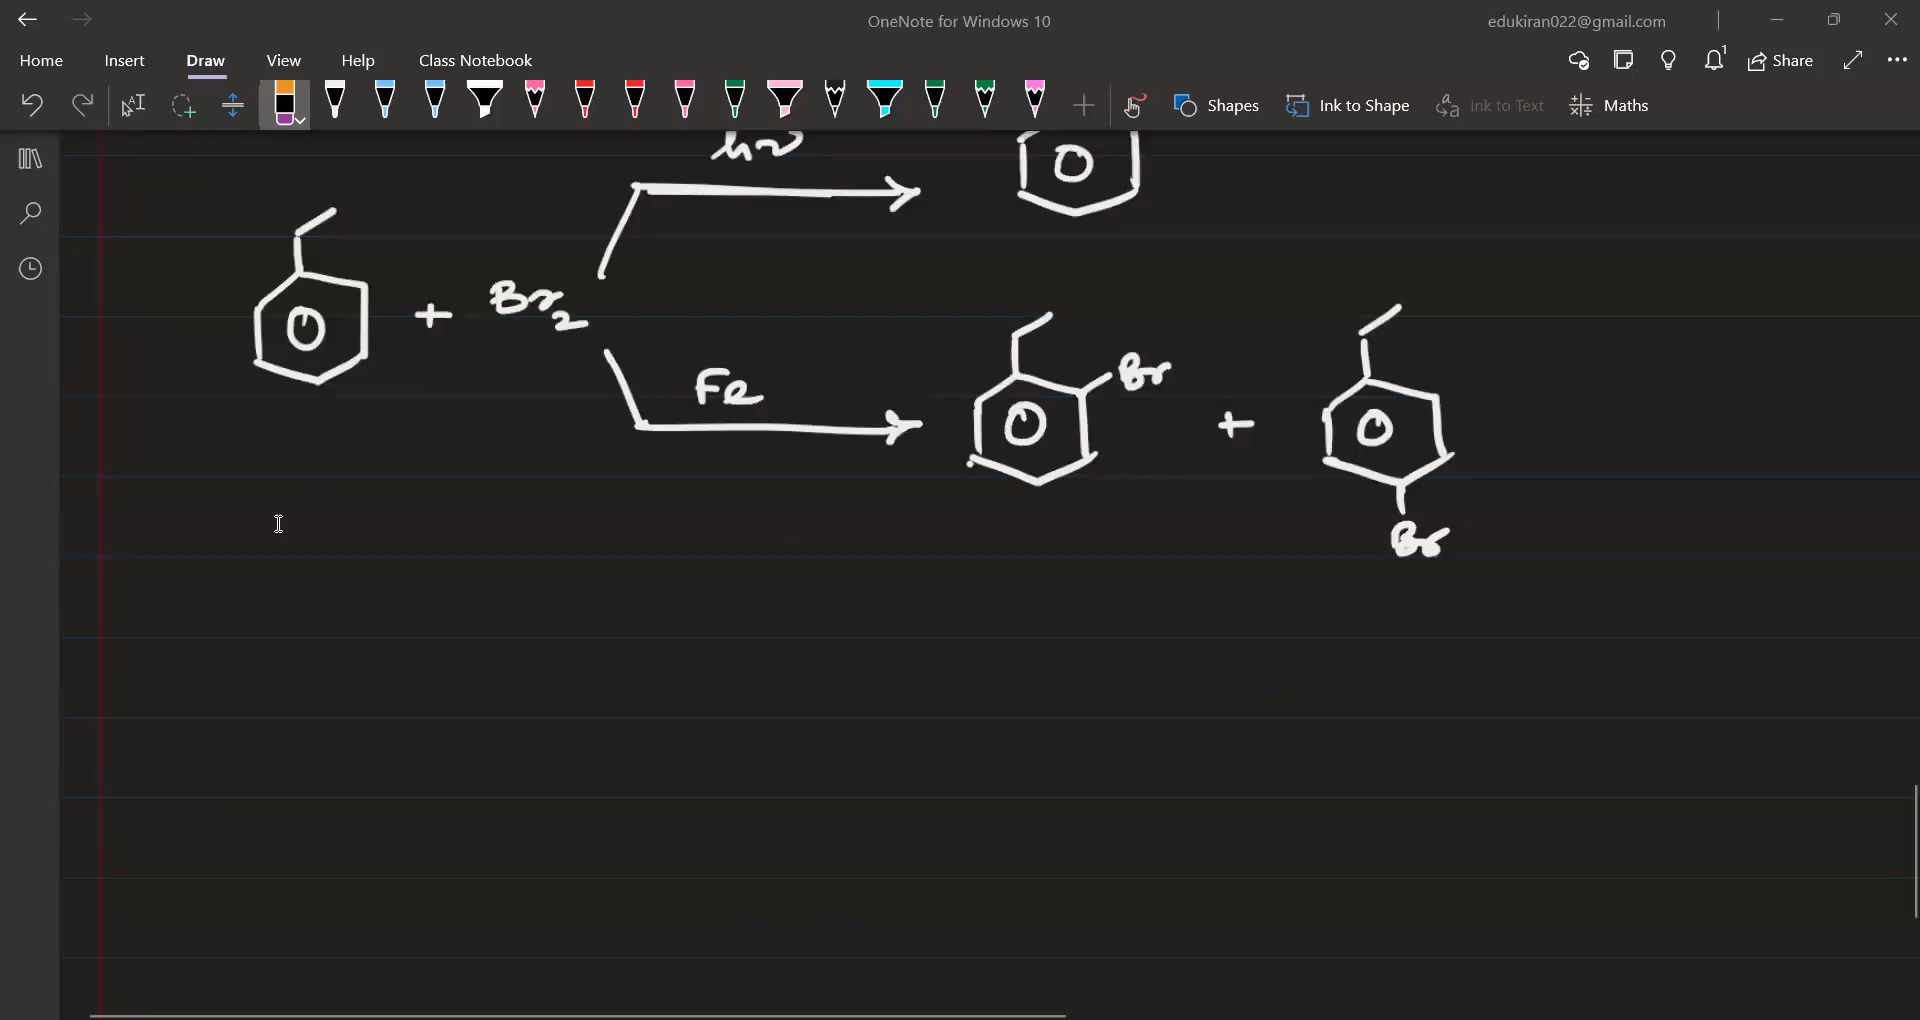 OneNote for Windows 10
edukiran022@gmail.com
Home Insert Draw View Help Class Notebook
1
Share
Shapes Ink to Shape Ink to Text Maths
hν
+ Br2
Fe
Br
+
Br